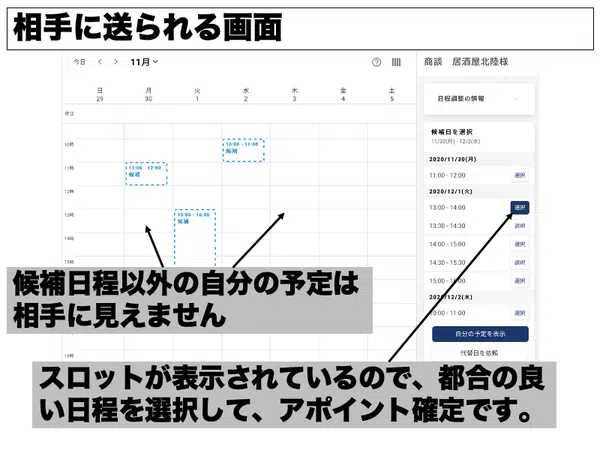 相手に送られる画面
今日 < > 11月
商談 居酒屋北陸様
日 月 火 水 木 金 土
29 30 1 2 3 4 5
終日
日程調整の情報
候補日を選択
11/30(月) - 12/2(水)
2020/11/30(月)
11:00 - 12:00 選択
2020/12/1(火)
13:00 - 14:00 選択
13:30 - 14:30 選択
14:00 - 15:00 選択
14:30 - 15:30 選択
15:00 選択
2020/12/2(水)
10:00 - 11:00 選択
自分の予定を表示
代替日を依頼
10時
11時
12時
13時
14時
15時
19時
10:00 - 11:00
候補
11:00 - 12:00
候補
13:00 - 16:00
候補
候補日程以外の自分の予定は
相手に見えません
スロットが表示されているので、都合の良
い日程を選択して、アポイント確定です。